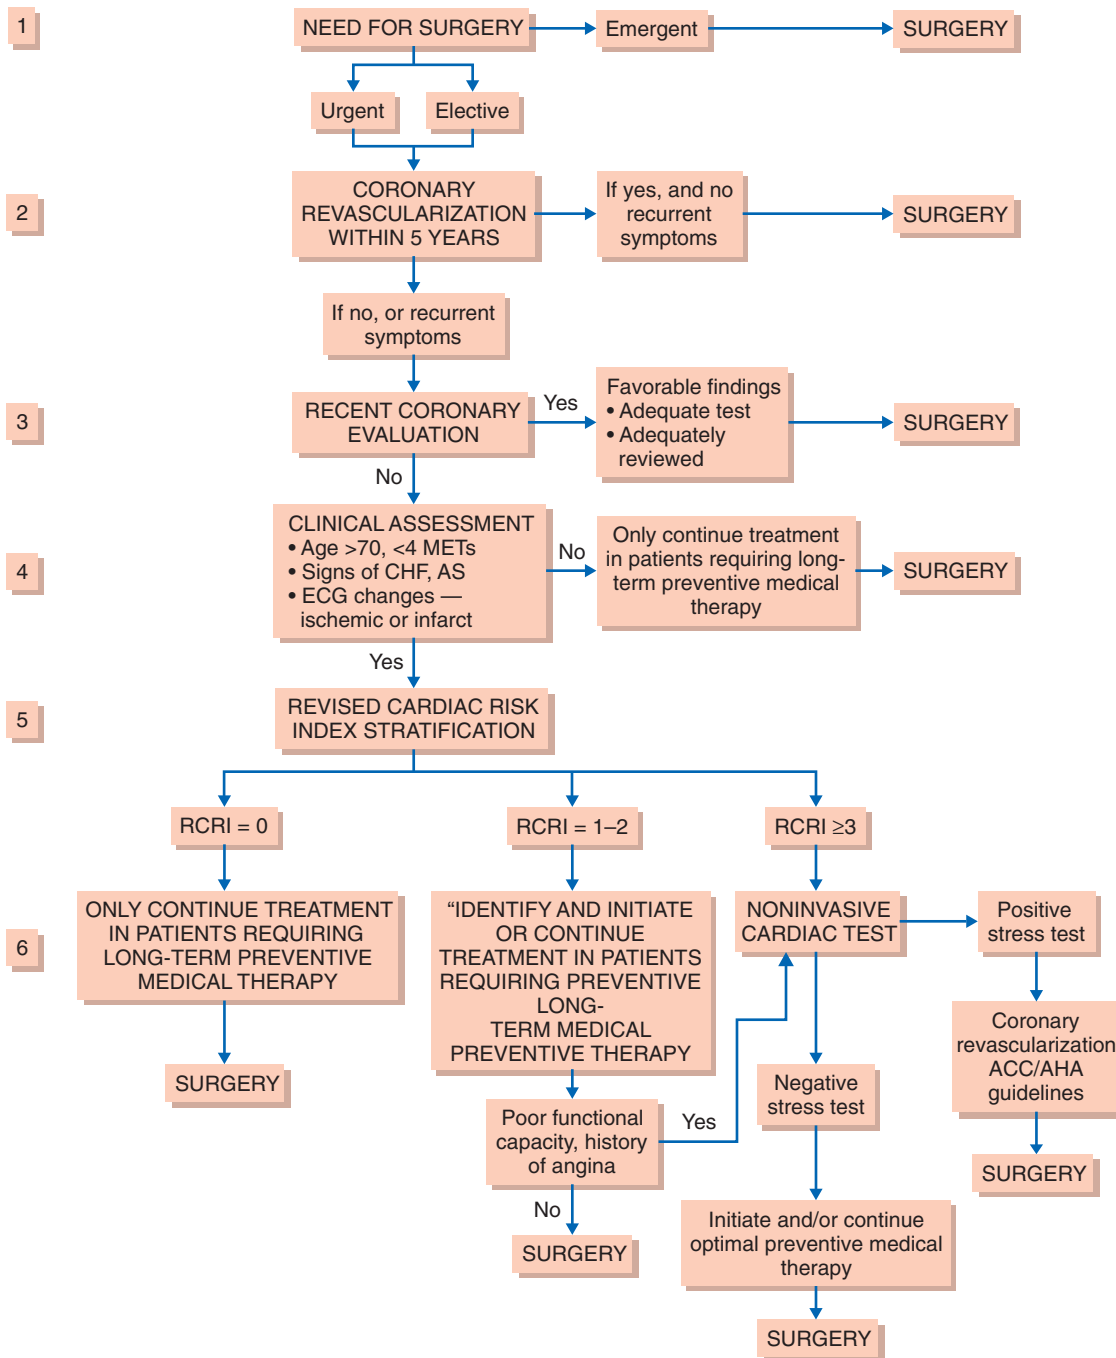 1
NEED FOR SURGERY
Emergent
SURGERY
Urgent
Elective
2
CORONARY
REVASCULARIZATION
WITHIN 5 YEARS
If yes, and no
recurrent
symptoms
SURGERY
If no, or recurrent
symptoms
3
RECENT CORONARY
EVALUATION
Yes
Favorable findings
• Adequate test
• Adequately
reviewed
SURGERY
No
4
CLINICAL ASSESSMENT
• Age >70, <4 METs
• Signs of CHF, AS
• ECG changes —
ischemic or infarct
No
Only continue treatment
in patients requiring long-
term preventive medical
therapy
SURGERY
Yes
5
REVISED CARDIAC RISK
INDEX STRATIFICATION
RCRI = 0
RCRI = 1–2
RCRI ≥3
6
ONLY CONTINUE TREATMENT
IN PATIENTS REQUIRING
LONG-TERM PREVENTIVE
MEDICAL THERAPY
SURGERY
“IDENTIFY AND INITIATE
OR CONTINUE
TREATMENT IN PATIENTS
REQUIRING PREVENTIVE
LONG-
TERM MEDICAL
PREVENTIVE THERAPY
Poor functional
capacity, history
of angina
Yes
No
SURGERY
NONINVASIVE
CARDIAC TEST
Negative
stress test
Initiate and/or continue
optimal preventive medical
therapy
SURGERY
Positive
stress test
Coronary
revascularization
ACC/AHA
guidelines
SURGERY